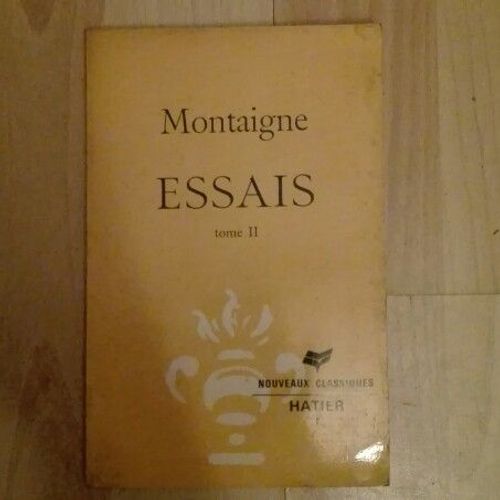 Montaigne
ESSAIS
tome II
NOUVEAUX CLASSIQUES
HATIER